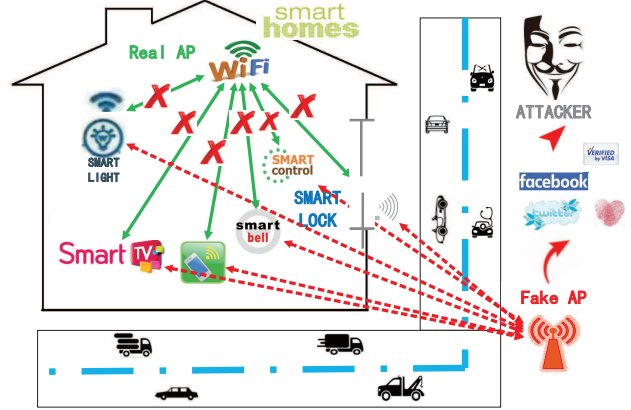 smart
homes
Real AP
WiFi
ATTACKER
SMART
LIGHT
SMART
control
VERIFIED
by VISA
facebook
SMART
LOCK
twitter
smart
bell
Smart TV
Fake AP